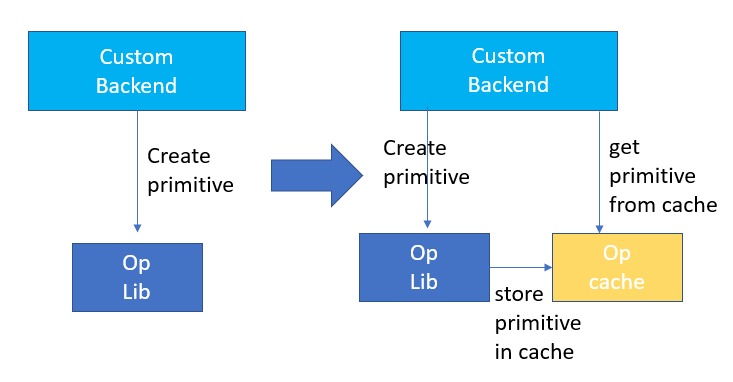 Custom
Backend
Create
primitive
Op
Lib
Custom
Backend
Create
primitive
get
primitive
from cache
Op
Lib
Op
cache
store
primitive
in cache